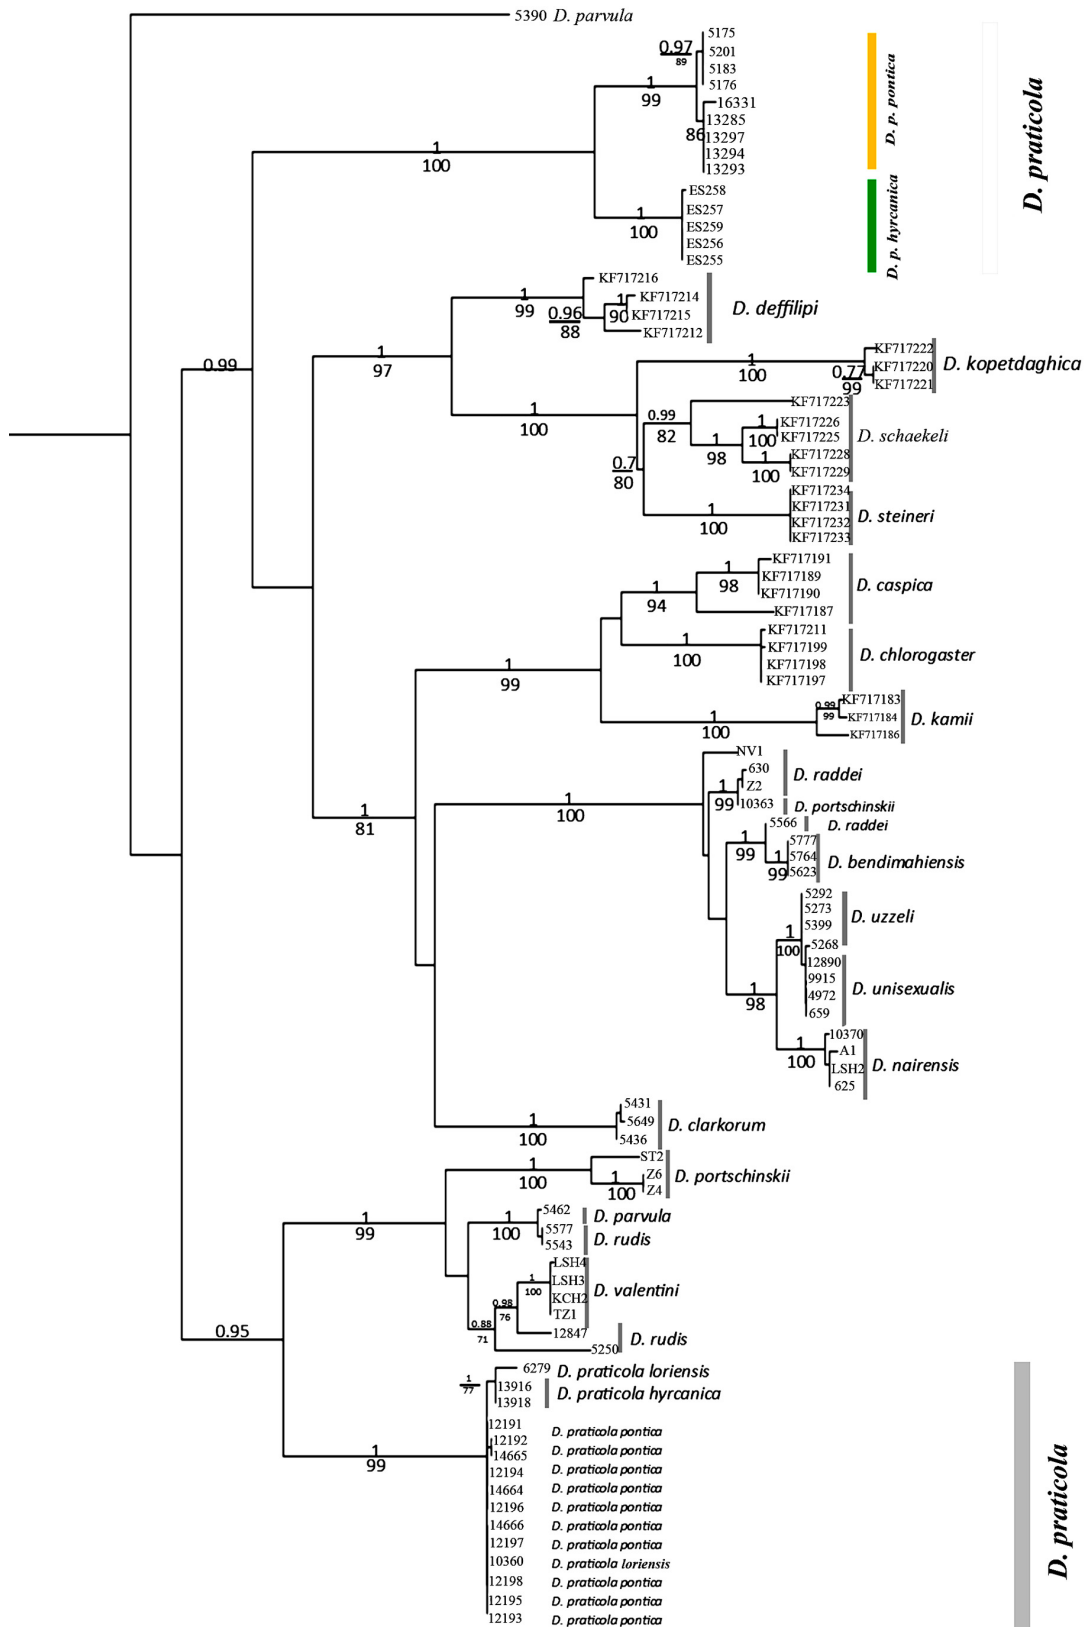 5390 D. parvula
5175
0.97
89
5201
5183
5176
1
99
16331
13285
86
13297
13294
13293
D. p. pontica
D. praticola
1
100
ES258
ES257
1
100
ES259
ES256
ES255
D. p. hyrcanica
KF717216
1
99
KF717214
1
90
0.96
88
KF717215
KF717212
D. deffilipi
KF717222
1
97
1
100
0.77
99
KF717220
KF717221
D. kopetdaghica
0.99
1
100
KF717223
0.99
82
KF717226
1
100
KF717225
D. schaekeli
1
98
KF717228
1
100
KF717229
0.7
80
KF717234
KF717231
1
100
KF717232
KF717233
D. steineri
KF717191
1
98
KF717189
D. caspica
1
94
KF717190
KF717187
KF717211
1
100
KF717199
D. chlorogaster
KF717198
KF717197
1
99
KF717183
0.99
99
KF717184
D. kamii
1
100
KF717186
NV1
630
D. raddei
1
99
Z2
10363
D. portschinskii
1
100
1
81
5566
D. raddei
1
99
5777
1
99
5764
5623
D. bendimahiensis
5292
5273
D. uzzeli
5399
1
100
5268
12890
9915
D. unisexualis
1
98
4972
659
10370
1
100
A1
D. nairensis
LSH2
625
5431
1
100
5649
D. clarkorum
5436
ST2
1
100
Z6
D. portschinskii
1
100
Z4
1
99
5462
D. parvula
1
100
5577
D. rudis
5543
LSH4
1
100
LSH3
D. valentini
KCH2
0.98
76
TZ1
0.88
71
12847
D. rudis
5250
0.95
6279
D. praticola loriensis
1
77
13916
D. praticola hyrcanica
13918
1
99
12191
D. praticola pontica
12192
D. praticola pontica
14665
D. praticola pontica
12194
D. praticola pontica
14664
D. praticola pontica
12196
D. praticola pontica
14666
D. praticola pontica
12197
D. praticola loriensis
10360
D. praticola pontica
12198
D. praticola pontica
12195
D. praticola pontica
12193
D. praticola